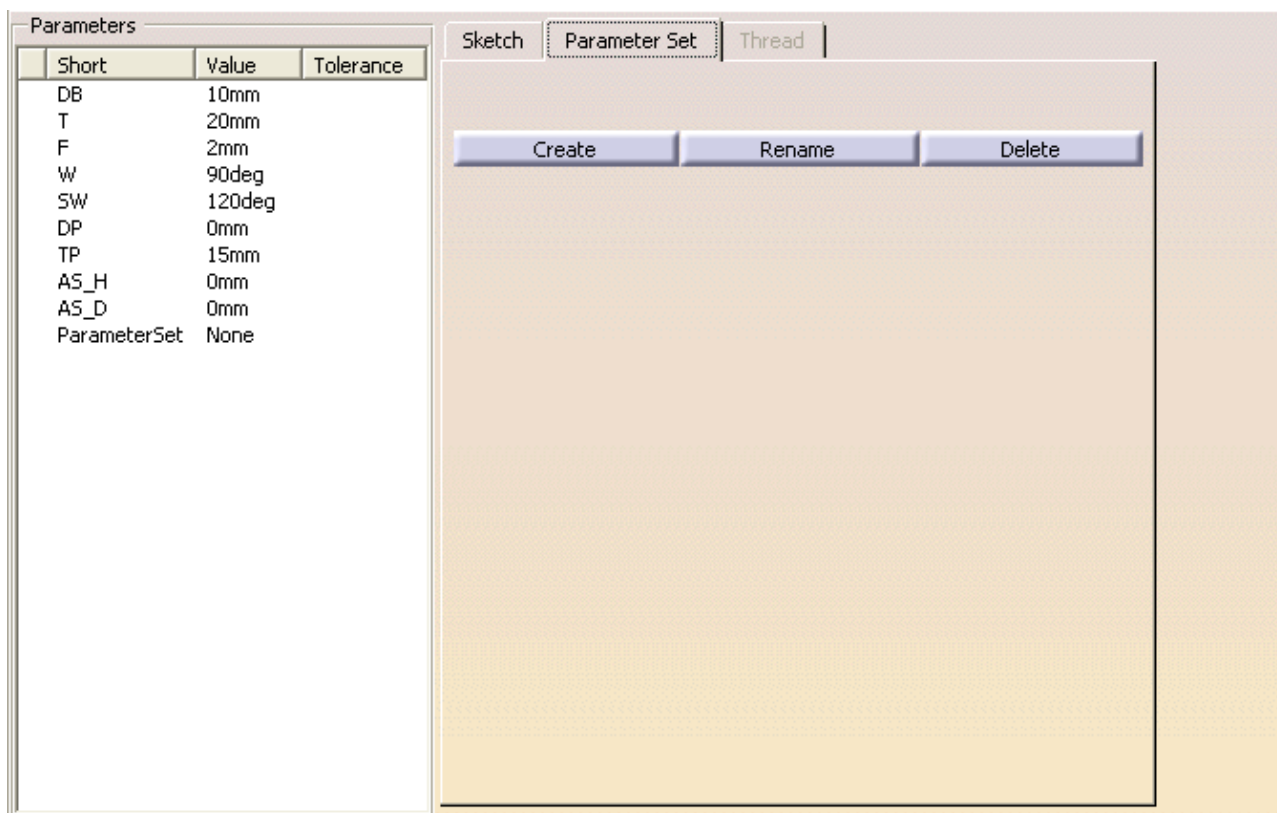 Parameters
Short Value Tolerance
DB 10mm
T 20mm
F 2mm
W 90deg
SW 120deg
DP 0mm
TP 15mm
AS_H 0mm
AS_D 0mm
ParameterSet None
Sketch Parameter Set Thread
Create Rename Delete